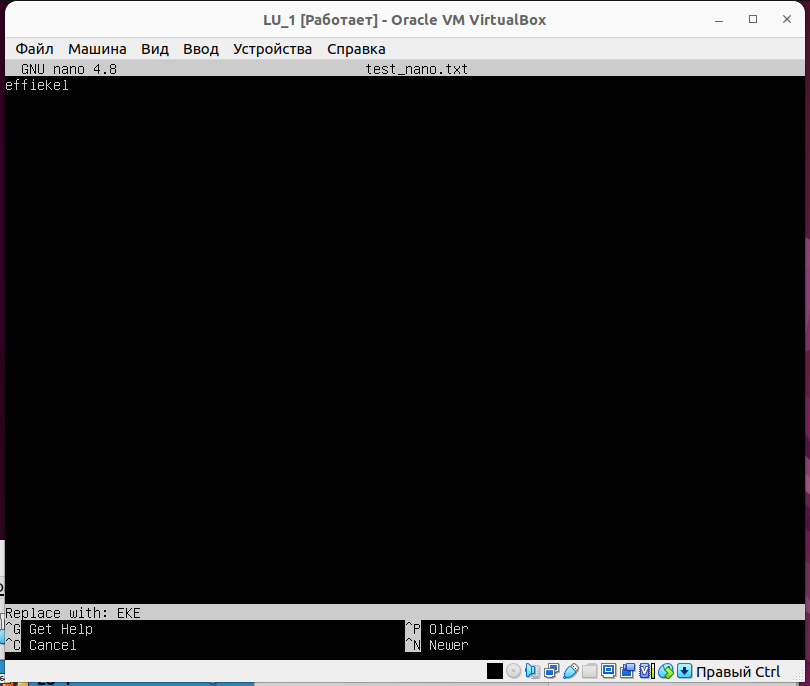 LU_1 [Работает] - Oracle VM VirtualBox
Файл Машина Вид Ввод Устройства Справка
GNU nano 4.8 test_nano.txt
effiekel
Replace with: EKE
^G Get Help ^P Older
^C Cancel ^N Newer
Правый Ctrl